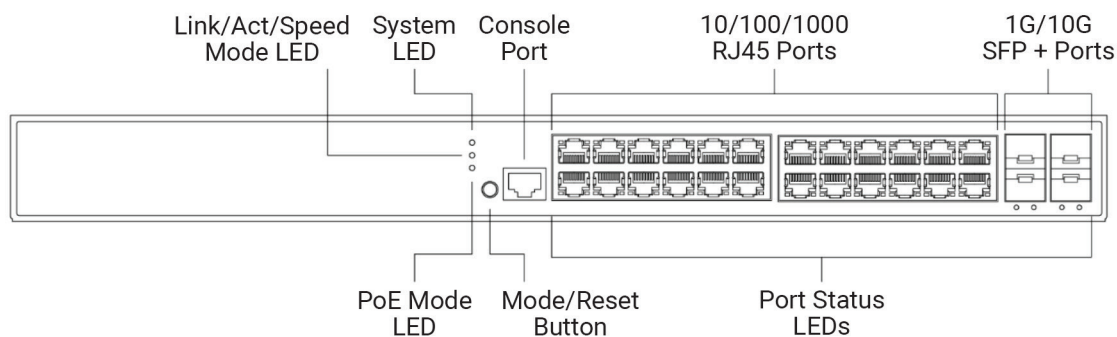 Link/Act/Speed
Mode LED
System
LED
Console
Port
10/100/1000
RJ45 Ports
1G/10G
SFP + Ports
PoE Mode
LED
Mode/Reset
Button
Port Status
LEDs